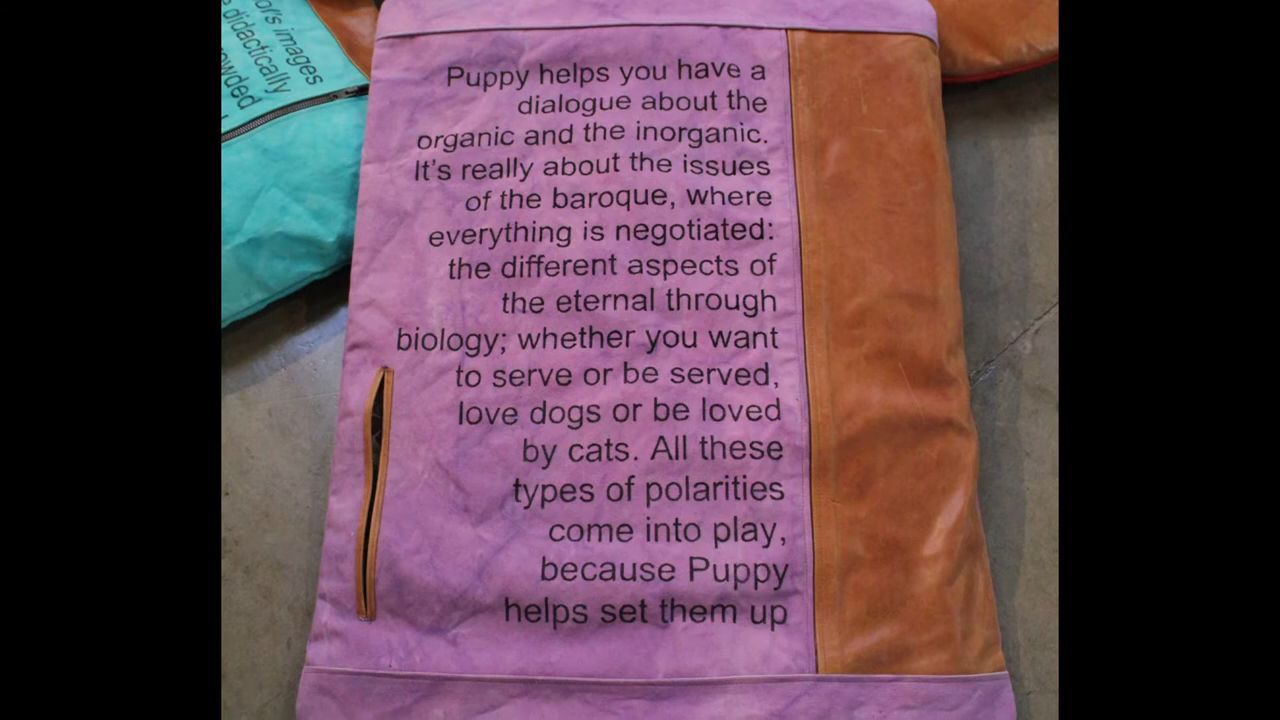 or's images
didactically
Puppy helps you have a
dialogue about the
organic and the inorganic.
It's really about the issues
of the baroque, where
everything is negotiated:
the different aspects of
the eternal through
biology; whether you want
to serve or be served,
love dogs or be loved
by cats. All these
types of polarities
come into play,
because Puppy
helps set them up